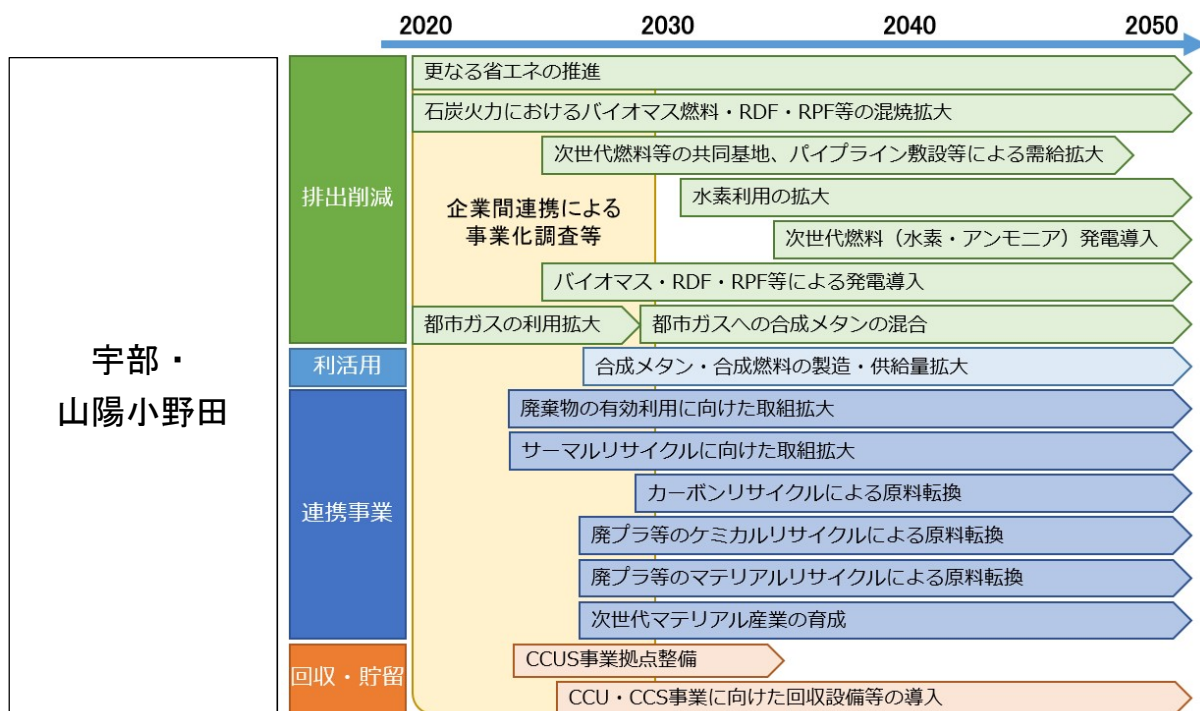 2020
2030
2040
2050
宇部・
山陽小野田
排出削減
更なる省エネの推進
石炭火力におけるバイオマス燃料・RDF・RPF等の混焼拡大
次世代燃料等の共同基地、パイプライン敷設等による需給拡大
企業間連携による
事業化調査等
水素利用の拡大
次世代燃料（水素・アンモニア）発電導入
バイオマス・RDF・RPF等による発電導入
都市ガスの利用拡大
都市ガスへの合成メタンの混合
利活用
合成メタン・合成燃料の製造・供給量拡大
連携事業
廃棄物の有効利用に向けた取組拡大
サーマルリサイクルに向けた取組拡大
カーボンリサイクルによる原料転換
廃プラ等のケミカルリサイクルによる原料転換
廃プラ等のマテリアルリサイクルによる原料転換
次世代マテリアル産業の育成
回収・貯留
CCUS事業拠点整備
CCU・CCS事業に向けた回収設備等の導入